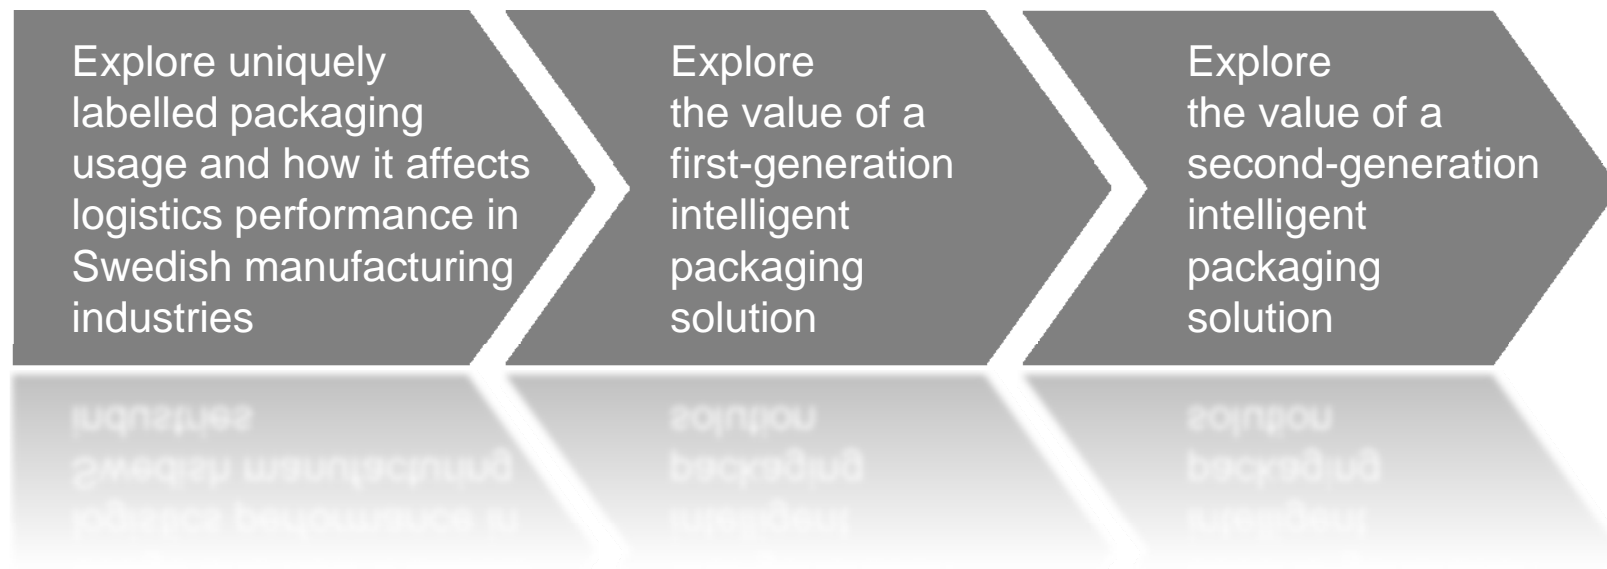 Explore uniquely
labelled packaging
usage and how it affects
logistics performance in
Swedish manufacturing
industries
Explore
the value of a
first-generation
intelligent
packaging
solution
Explore
the value of a
second-generation
intelligent
packaging
solution